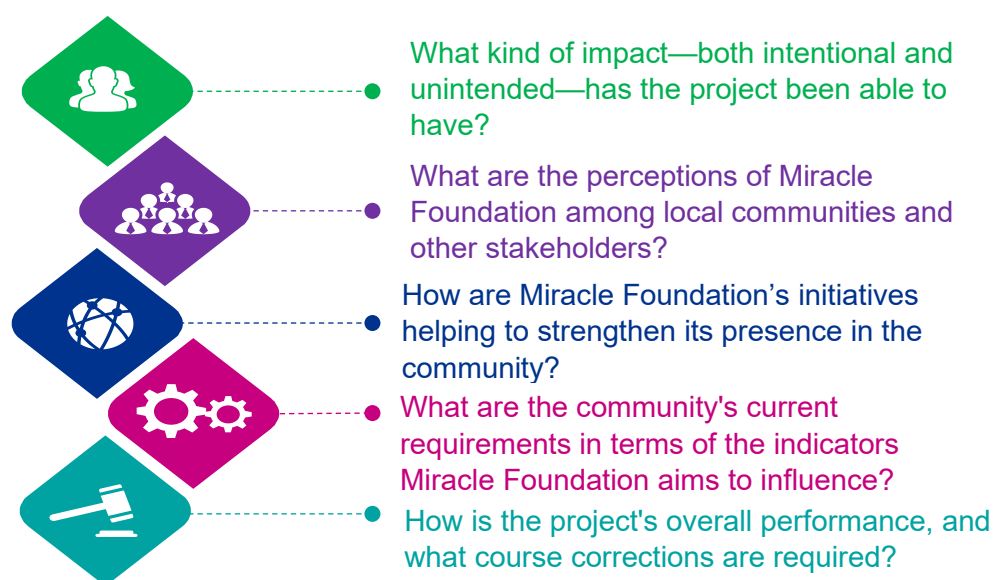 What kind of impact—both intentional and
unintended—has the project been able to
have?
What are the perceptions of Miracle
Foundation among local communities and
other stakeholders?
How are Miracle Foundation’s initiatives
helping to strengthen its presence in the
community?
What are the community's current
requirements in terms of the indicators
Miracle Foundation aims to influence?
How is the project's overall performance, and
what course corrections are required?